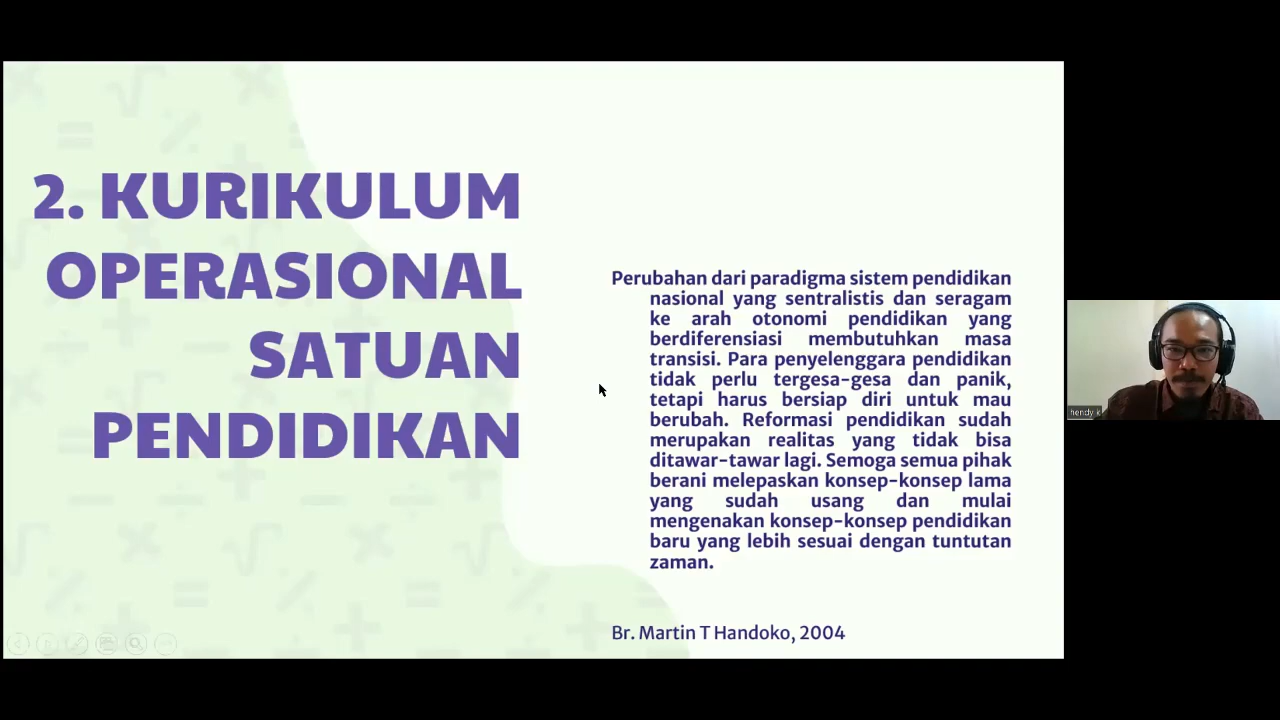 2. KURIKULUM
OPERASIONAL
SATUAN
PENDIDIKAN
Perubahan dari paradigma sistem pendidikan
nasional yang sentralistis dan seragam
ke arah otonomi pendidikan yang
berdiferensiasi membutuhkan masa
transisi. Para penyelenggara pendidikan
tidak perlu tergesa-gesa dan panik,
tetapi harus bersiap diri untuk mau
berubah. Reformasi pendidikan sudah
merupakan realitas yang tidak bisa
ditawar-tawar lagi. Semoga semua pihak
berani melepaskan konsep-konsep lama
yang sudah usang dan mulai
mengenakan konsep-konsep pendidikan
baru yang lebih sesuai dengan tuntutan
zaman.
Br. Martin T Handoko, 2004
hendy k